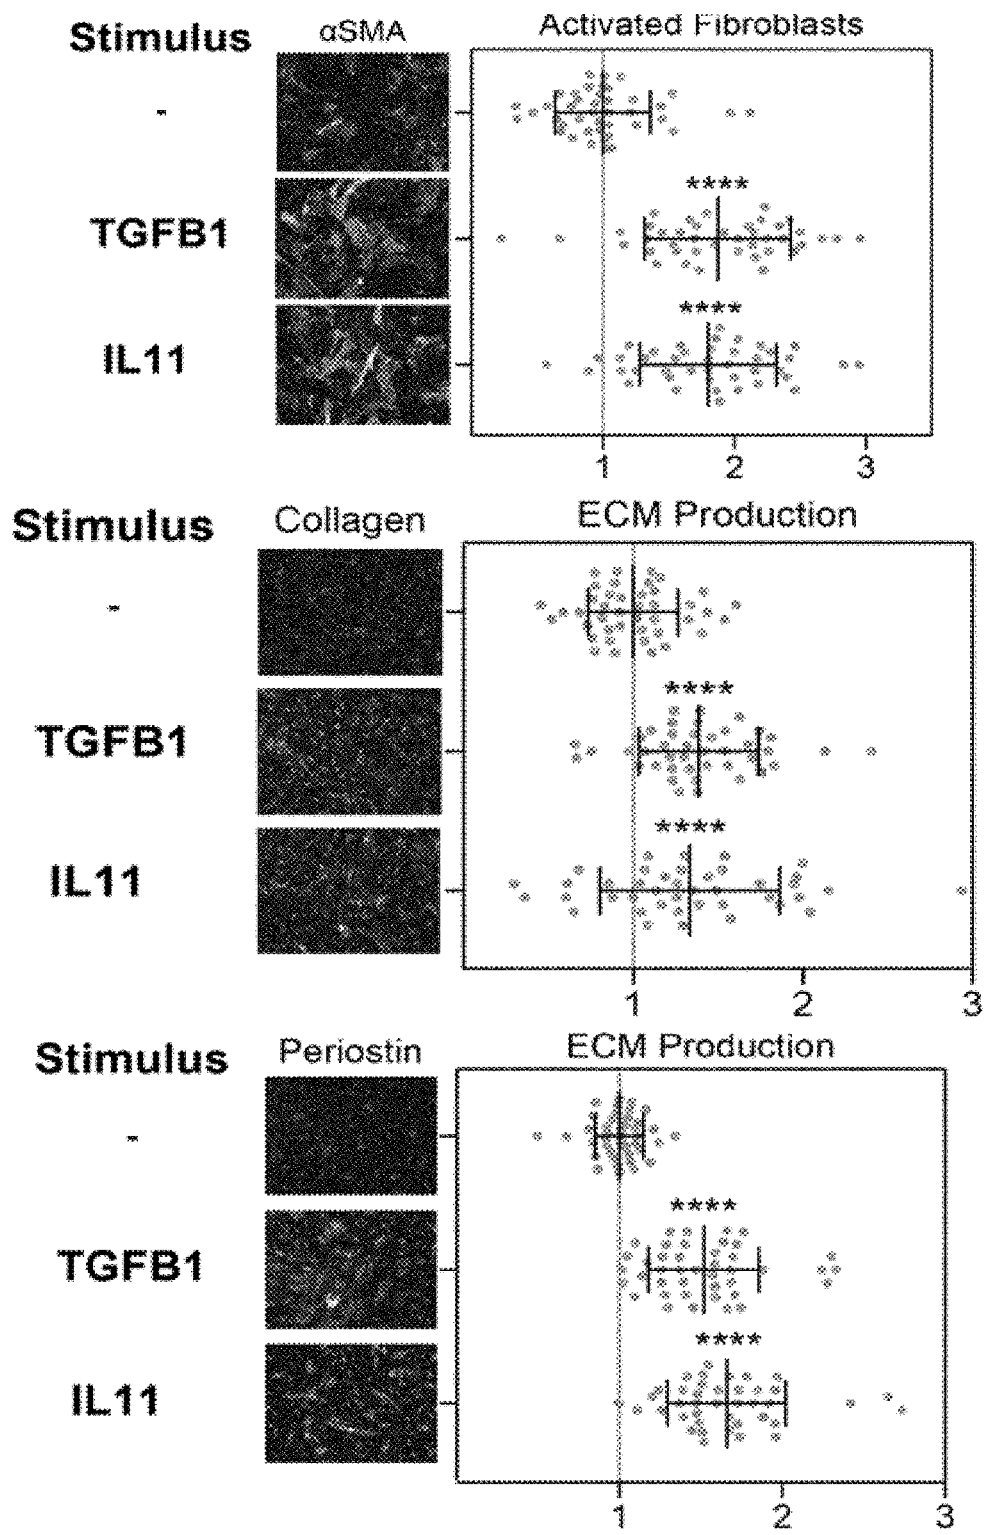 Stimulus αSMA Activated Fibroblasts
-
****
TGFB1
****
IL11
1 2 3
Stimulus Collagen ECM Production
-
****
TGFB1
****
IL11
1 2 3
Stimulus Periostin ECM Production
-
****
TGFB1
****
IL11
1 2 3